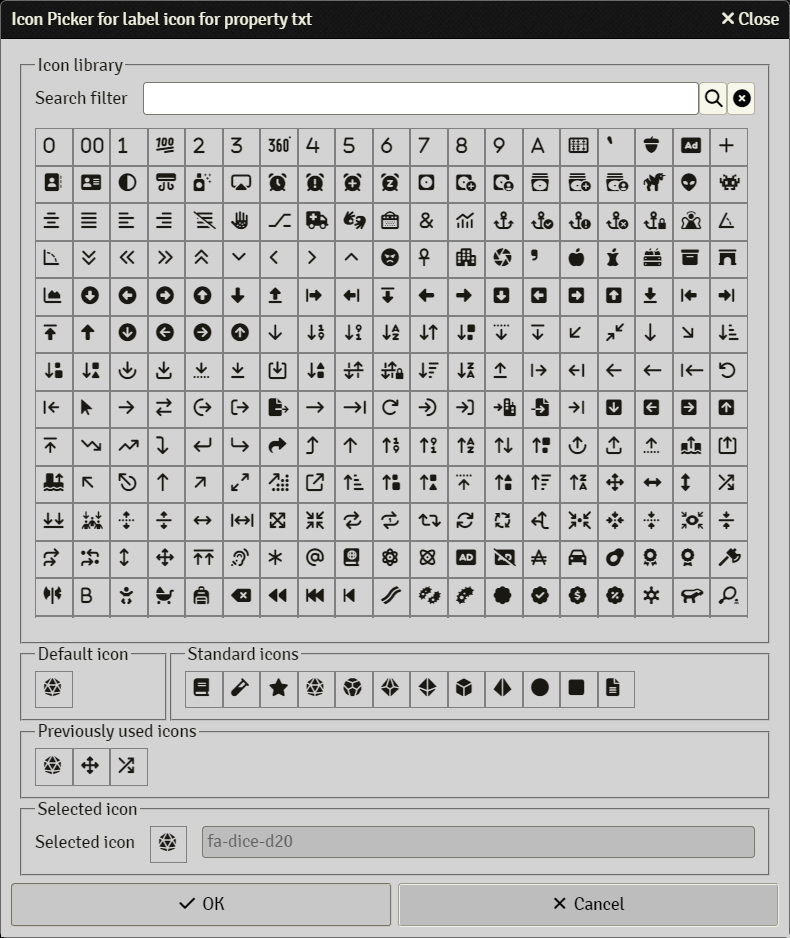 Icon Picker for label icon for property txt
Close
Icon library
Search filter
0 00 1 100 2 3 360° 4 5 6 7 8 9 A Ad +
&
AD
B
Default icon
Standard icons
Previously used icons
Selected icon
Selected icon fa-dice-d20
OK
Cancel